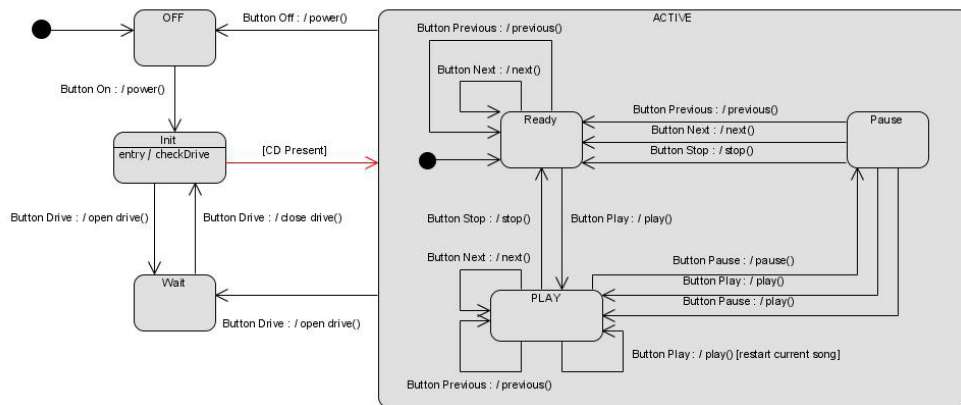 OFF
Button Off : / power()
ACTIVE
Button Previous : / previous()
Button Next : / next()
Button On : / power()
Ready
Button Previous : / previous()
Button Next : / next()
Button Stop : / stop()
Pause
Init
entry / checkDrive
[CD Present]
Button Drive : / open drive()
Button Drive : / close drive()
Button Stop : / stop()
Button Play : / play()
Button Next : / next()
Button Pause : / pause()
Button Play : / play()
Button Pause : / play()
Wait
PLAY
Button Drive : / open drive()
Button Play : / play() [restart current song]
Button Previous : / previous()